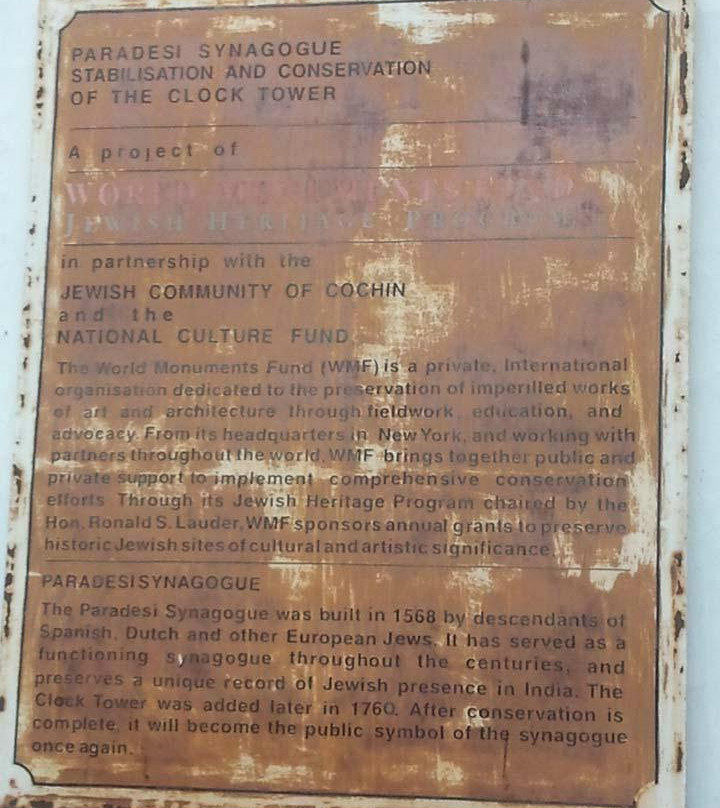 PARADESI SYNAGOGUE
STABILISATION AND CONSERVATION
OF THE CLOCK TOWER
A project of
WORLD MONUMENTS FUND
JEWISH HERITAGE PROGRAM
in partnership with the
JEWISH COMMUNITY OF COCHIN
and the
NATIONAL CULTURE FUND
The World Monuments Fund (WMF) is a private, International
organisation dedicated to the preservation of imperilled works
of art and architecture through fieldwork, education, and
advocacy. From its headquarters in New York, and working with
partners throughout the world, WMF brings together public and
private support to implement comprehensive conservation
efforts Through its Jewish Heritage Program chaired by the
Hon. Ronald S. Lauder, WMF sponsors annual grants to preserve
historic Jewish sites of cultural and artistic significance.
PARADESI SYNAGOGUE
The Paradesi Synagogue was built in 1568 by descendants of
Spanish, Dutch and other European Jews. It has served as a
functioning synagogue throughout the centuries, and
preserves a unique record of Jewish presence in India. The
Clock Tower was added later in 1760. After conservation is
complete, it will become the public symbol of the synagogue
once again.